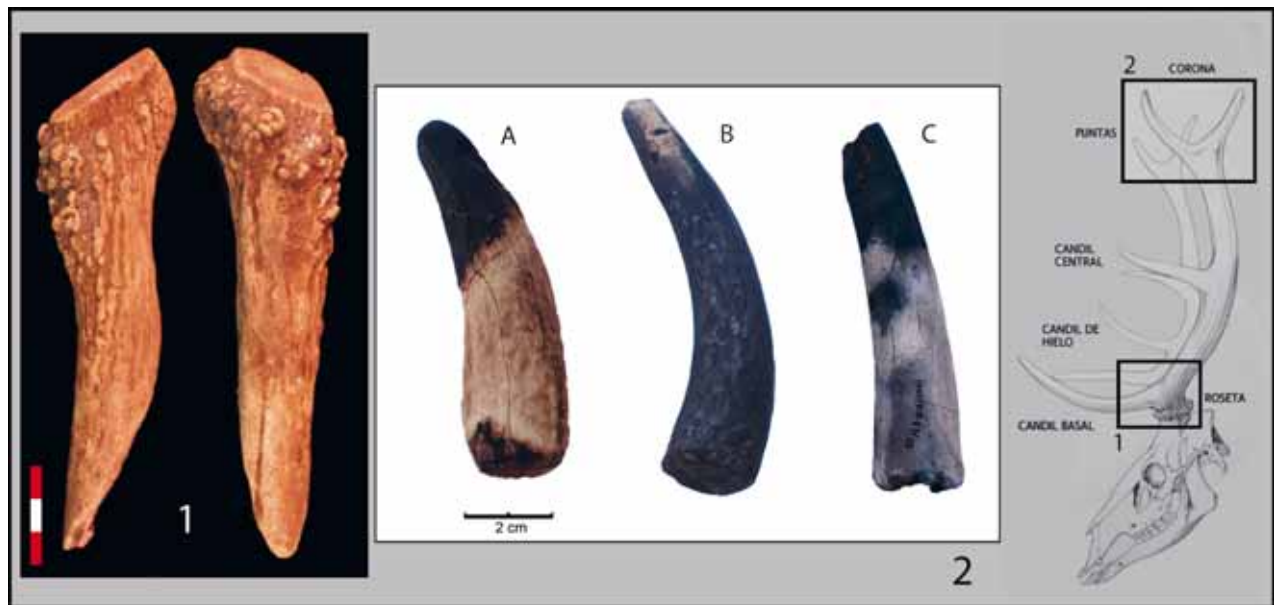 1
A
B
C
2 cm
2
2
CORONA
PUNTAS
CANDIL
CENTRAL
CANDIL DE
HIELO
ROSETA
CANDIL BASAL
1